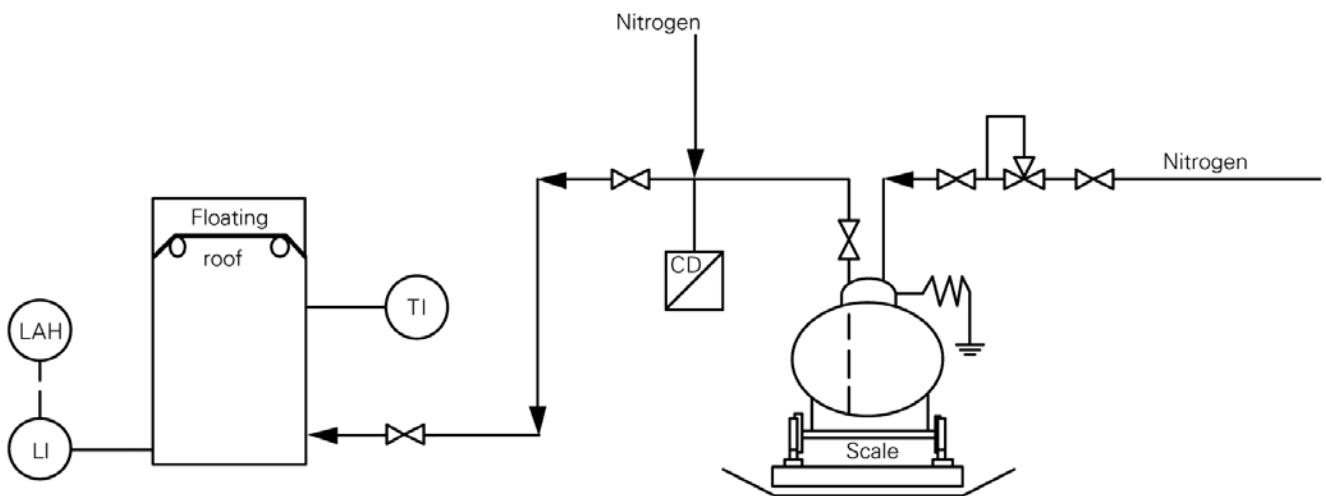 Nitrogen
Nitrogen
Floating
roof
CD
TI
LAH
LI
Scale